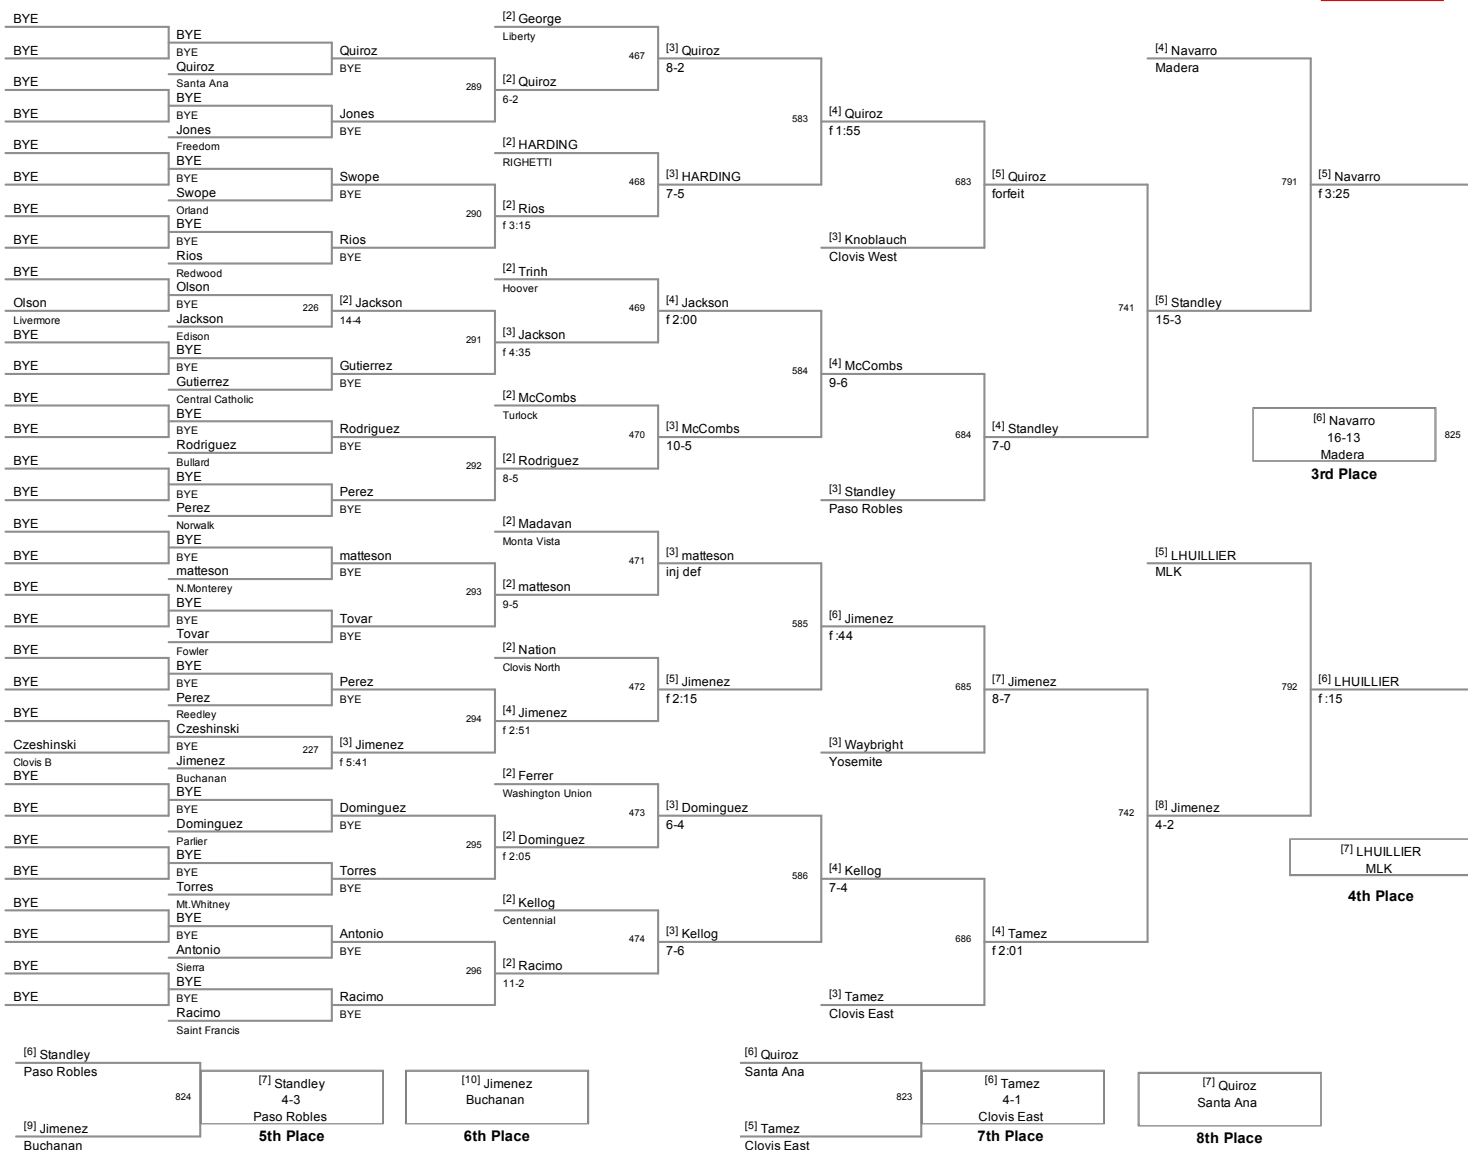 BYE
BYE
BYE
BYE
BYE
BYE
BYE
BYE
BYE
Olson
Livermore
BYE
BYE
BYE
BYE
BYE
BYE
BYE
BYE
BYE
BYE
BYE
BYE
BYE
Czeshinski
Clovis B
BYE
BYE
BYE
BYE
BYE
BYE
BYE
BYE
BYE
BYE
Quiroz
Santa Ana
BYE
BYE
Jones
Freedom
BYE
BYE
Swope
Orland
BYE
BYE
Rios
Redwood
Olson
BYE
226
Jackson
Edison
BYE
BYE
Gutierrez
Central Catholic
BYE
BYE
Rodriguez
Bullard
BYE
BYE
Perez
Norwalk
BYE
BYE
matteson
N.Monterey
BYE
BYE
Tovar
Fowler
BYE
BYE
Perez
Reedley
Czeshinski
BYE
227
Jimenez
Buchanan
BYE
BYE
Dominguez
Parlier
BYE
BYE
Torres
Mt.Whitney
BYE
BYE
Antonio
Sierra
BYE
BYE
Racimo
Saint Francis
Quiroz
BYE
289
Jones
BYE
Swope
BYE
290
Rios
BYE
[2] Jackson
14-4
291
Gutierrez
BYE
Rodriguez
BYE
292
Perez
BYE
matteson
BYE
293
Tovar
BYE
Perez
BYE
294
[3] Jimenez
f 5:41
Dominguez
BYE
295
Torres
BYE
Antonio
BYE
296
Racimo
BYE
[2] George
Liberty
467
[2] Quiroz
6-2
[2] HARDING
RIGHETTI
468
[2] Rios
f 3:15
[2] Trinh
Hoover
469
[3] Jackson
f 4:35
[2] McCombs
Turlock
470
[2] Rodriguez
8-5
[2] Madavan
Monta Vista
471
[2] matteson
9-5
[2] Nation
Clovis North
472
[4] Jimenez
f 2:51
[2] Ferrer
Washington Union
473
[2] Dominguez
f 2:05
[2] Kellog
Centennial
474
[2] Racimo
11-2
[3] Quiroz
8-2
583
[3] HARDING
7-5
[4] Jackson
f 2:00
584
[3] McCombs
10-5
[3] matteson
inj def
585
[5] Jimenez
f 2:15
[3] Dominguez
6-4
586
[3] Kellog
7-6
[4] Quiroz
f 1:55
683
[3] Knoblauch
Clovis West
[4] McCombs
9-6
684
[3] Standley
Paso Robles
[6] Jimenez
f :44
685
[3] Waybright
Yosemite
[4] Kellog
7-4
686
[3] Tamez
Clovis East
[5] Quiroz
forfeit
741
[4] Standley
7-0
[7] Jimenez
8-7
742
[4] Tamez
f 2:01
[4] Navarro
Madera
791
[5] Standley
15-3
[5] LHUILLIER
MLK
792
[8] Jimenez
4-2
[5] Navarro
f 3:25
[6] Navarro
16-13
Madera
825
3rd Place
[6] LHUILLIER
f :15
[7] LHUILLIER
MLK
4th Place
[6] Standley
Paso Robles
824
[9] Jimenez
Buchanan
[7] Standley
4-3
Paso Robles
5th Place
[10] Jimenez
Buchanan
6th Place
[6] Quiroz
Santa Ana
823
[5] Tamez
Clovis East
[6] Tamez
4-1
Clovis East
7th Place
[7] Quiroz
Santa Ana
8th Place